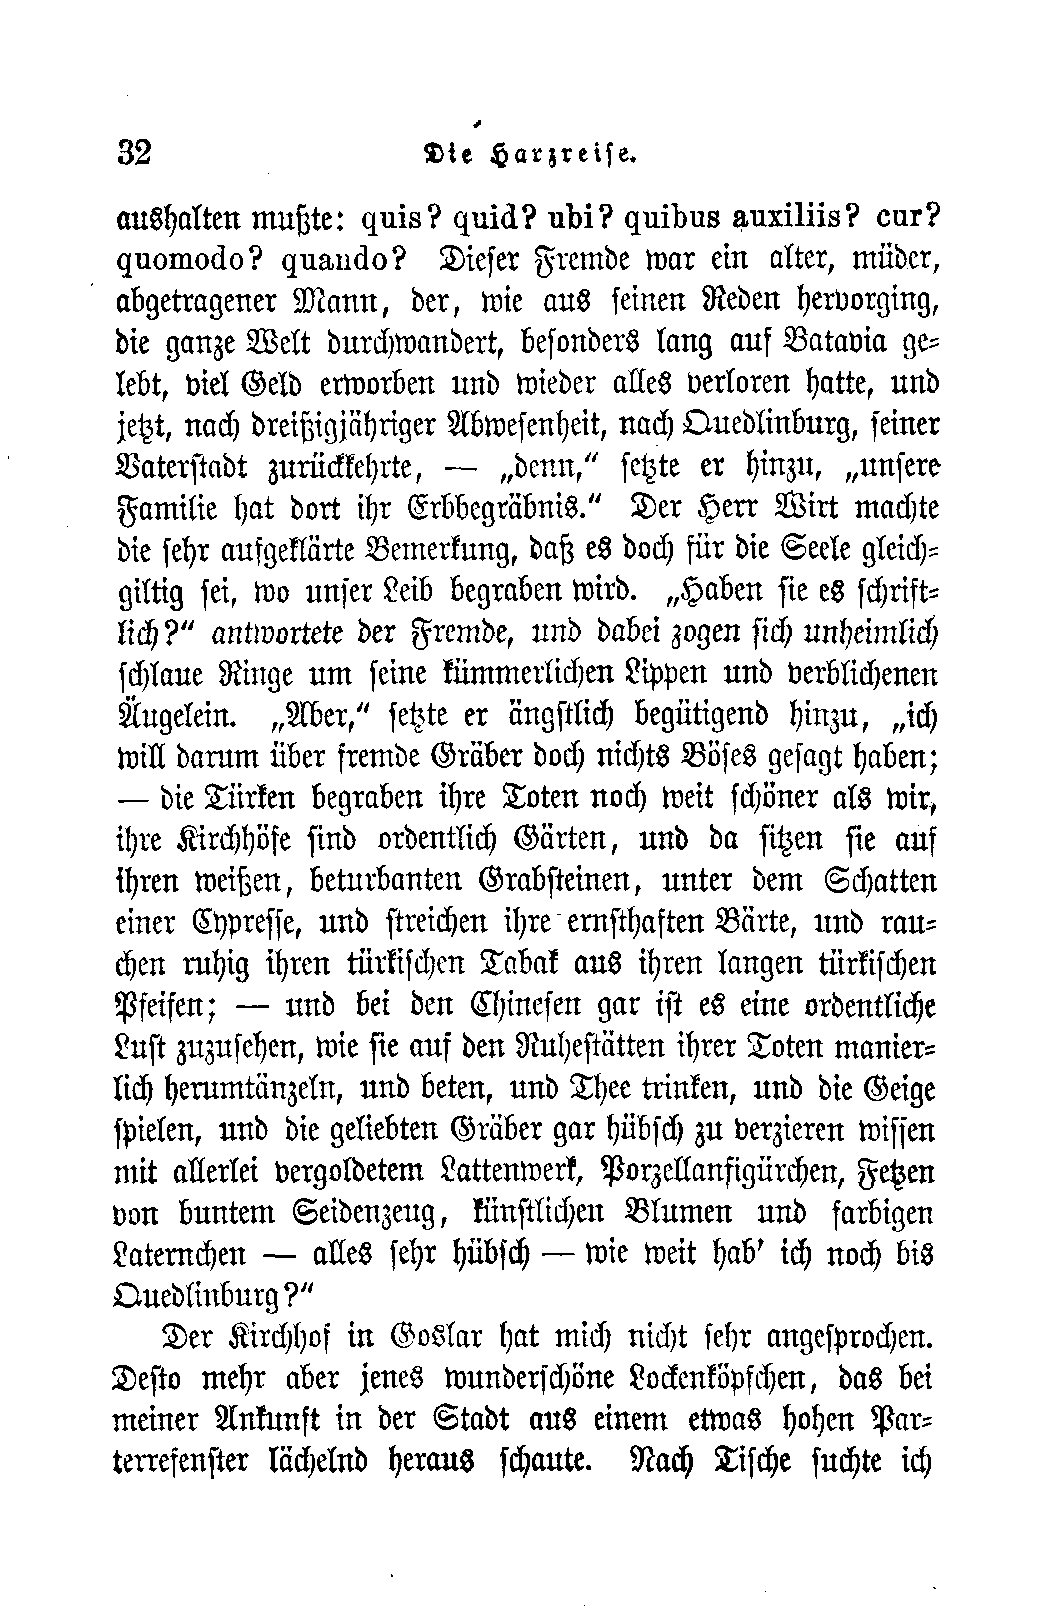 32 Die Harzreise.
aushalten mußte: quis? quid? ubi? quibus auxiliis? cur?
quomodo? quando? Dieser Fremde war ein alter, müder,
abgetragener Mann, der, wie aus seinen Reden hervorging,
die ganze Welt durchwandert, besonders lang auf Batavia ge-
lebt, viel Geld erworben und wieder alles verloren hatte, und
jetzt, nach dreißigjähriger Abwesenheit, nach Quedlinburg, seiner
Vaterstadt zurückkehrte, — „denn,“ setzte er hinzu, „unsere
Familie hat dort ihr Erbbegräbnis.“ Der Herr Wirt machte
die sehr aufgeklärte Bemerkung, daß es doch für die Seele gleich-
giltig sei, wo unser Leib begraben wird. „Haben sie es schrift-
lich?“ antwortete der Fremde, und dabei zogen sich unheimlich
schlaue Ringe um seine kümmerlichen Lippen und verblichenen
Äugelein. „Aber,“ setzte er ängstlich begütigend hinzu, „ich
will darum über fremde Gräber doch nichts Böses gesagt haben;
— die Türken begraben ihre Toten noch weit schöner als wir,
ihre Kirchhöfe sind ordentlich Gärten, und da sitzen sie auf
ihren weißen, beturbanten Grabsteinen, unter dem Schatten
einer Cypresse, und streichen ihre ernsthaften Bärte, und rau-
chen ruhig ihren türkischen Tabak aus ihren langen türkischen
Pfeifen; — und bei den Chinesen gar ist es eine ordentliche
Lust zuzusehen, wie sie auf den Ruhestätten ihrer Toten manier-
lich herumtänzeln, und beten, und Thee trinken, und die Geige
spielen, und die geliebten Gräber gar hübsch zu verzieren wissen
mit allerlei vergoldetem Lattenwerk, Porzellanfigürchen, Fetzen
von buntem Seidenzeug, künstlichen Blumen und farbigen
Laternchen — alles sehr hübsch — wie weit hab' ich noch bis
Quedlinburg?“
Der Kirchhof in Goslar hat mich nicht sehr angesprochen.
Desto mehr aber jenes wunderschöne Lockenköpfchen, das bei
meiner Ankunft in der Stadt aus einem etwas hohen Par-
terrefenster lächelnd heraus schaute. Nach Tische suchte ich